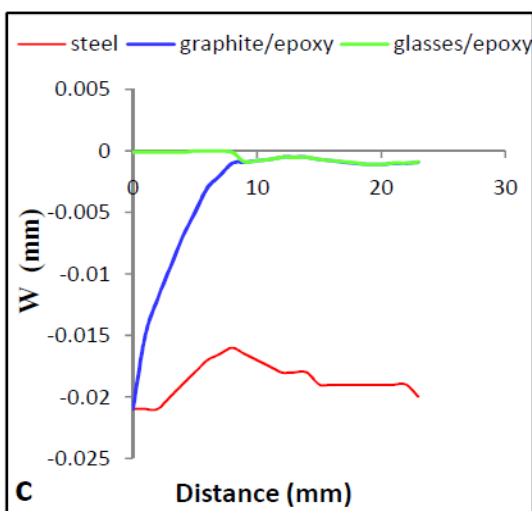 steel graphite/epoxy glasses/epoxy
0.005
0
-0.005
-0.01
-0.015
-0.02
-0.025
0 10 20 30
W (mm)
C
Distance (mm)